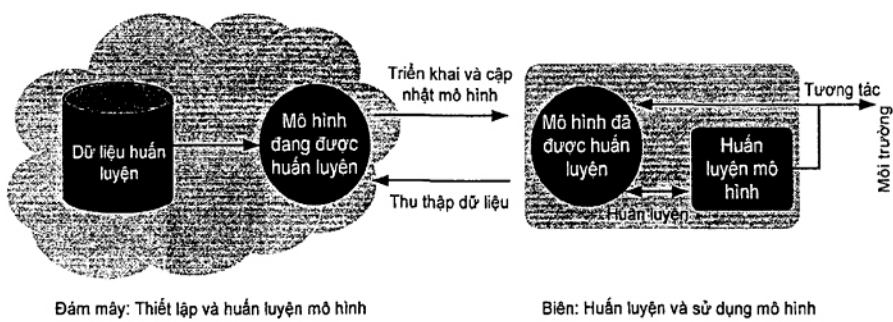 Dữ liệu huấn
luyện
Mô hình
đang được
huấn luyện
Triển khai và cập
nhật mô hình
Thu thập dữ liệu
Mô hình đã
được huấn
luyện
Huấn
luyện mô
hình
Huấn luyện
Tương tác
Môi trường
Đám mây: Thiết lập và huấn luyện mô hình
Biên: Huấn luyện và sử dụng mô hình